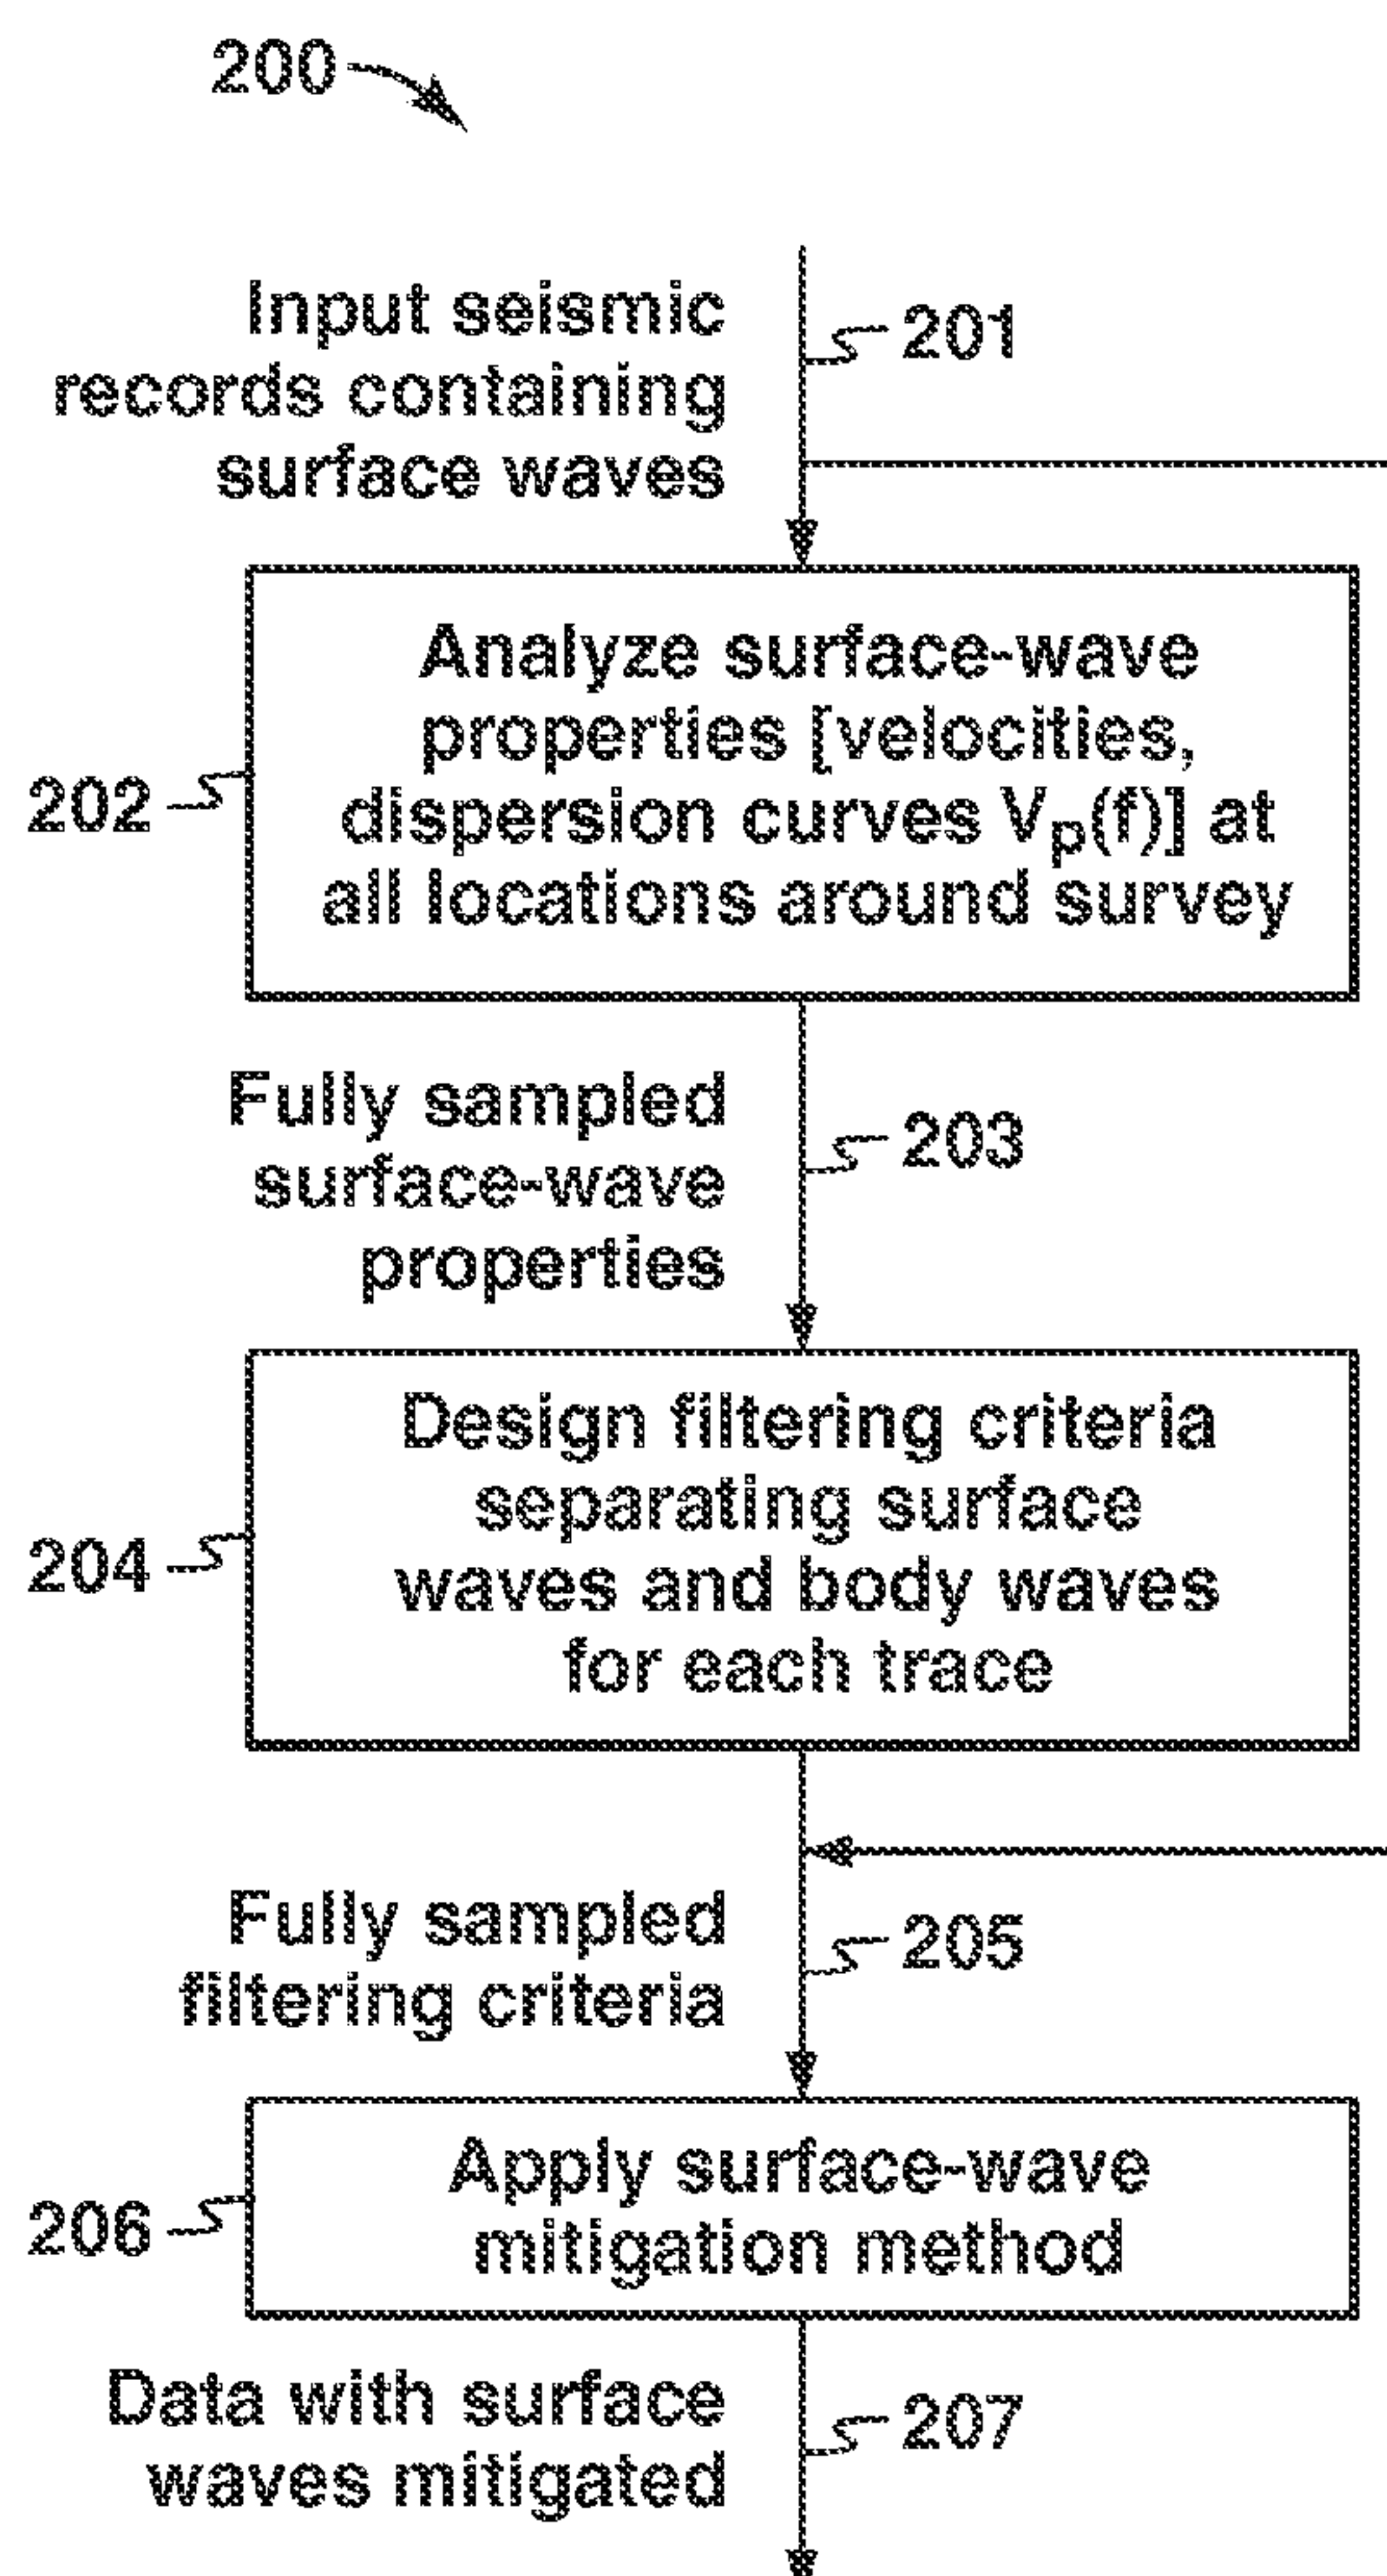 200
Input seismic
records containing
surface waves
201
Analyze surface-wave
properties [velocities,
dispersion curves Vp(f)] at
all locations around survey
202
Fully sampled
surface-wave
properties
203
Design filtering criteria
separating surface
waves and body waves
for each trace
204
Fully sampled
filtering criteria
205
Apply surface-wave
mitigation method
206
Data with surface
waves mitigated
207